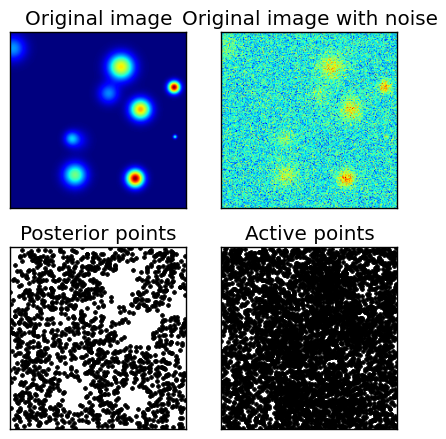 Original image
Original image with noise
Posterior points
Active points